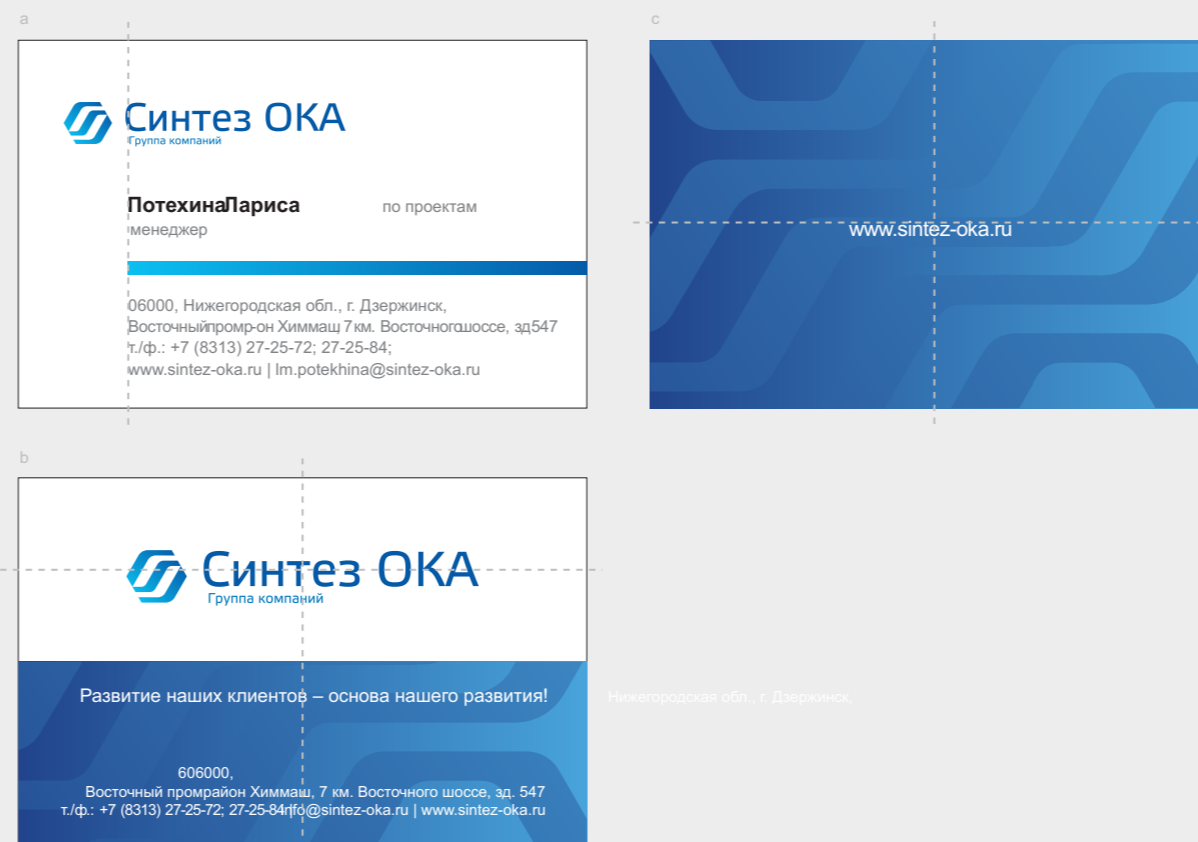 a
Синтез ОКА
Группа компаний
ПотехинаЛариса
по проектам
менеджер
06000, Нижегородская обл., г. Дзержинск,
Восточныйпромр-он Химмаш, 7 км. Восточногошоссе, зд547
т./ф.: +7 (8313) 27-25-72; 27-25-84;
www.sintez-oka.ru | lm.potekhina@sintez-oka.ru
c
www.sintez-oka.ru
b
Синтез ОКА
Группа компаний
Развитие наших клиентов – основа нашего развития!
Нижегородская обл., г. Дзержинск,
606000,
Восточный промрайон Химмаш, 7 км. Восточного шоссе, зд. 547
т./ф.: +7 (8313) 27-25-72; 27-25-84 | info@sintez-oka.ru | www.sintez-oka.ru